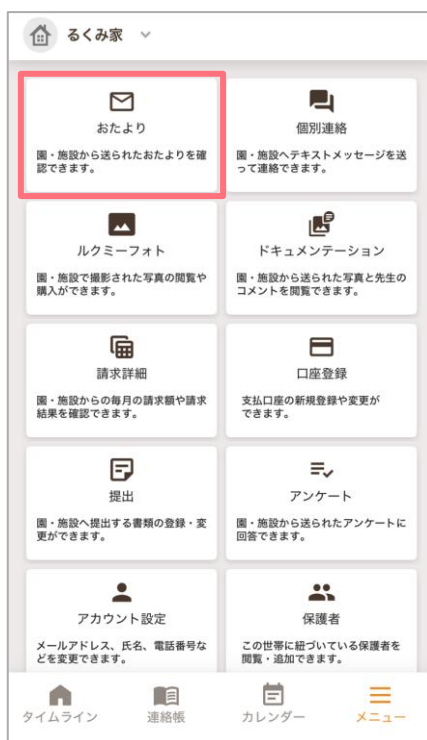 るくみ家
おたより
園・施設から送られたおたよりを確
認できます。
個別連絡
園・施設へテキストメッセージを送
って連絡できます。
ルクミーフォト
園・施設で撮影された写真の閲覧や
購入ができます。
ドキュメンテーション
園・施設から送られた写真と先生の
コメントを閲覧できます。
請求詳細
園・施設からの毎月の請求額や請求
結果を確認できます。
口座登録
支払口座の新規登録や変更が
できます。
提出
園・施設へ提出する書類の登録・変
更ができます。
アンケート
園・施設から送られたアンケートに
回答できます。
アカウント設定
メールアドレス、氏名、電話番号な
どを変更できます。
保護者
この世帯に紐づいている保護者を
閲覧・追加できます。
タイムライン
連絡帳
カレンダー
メニュー